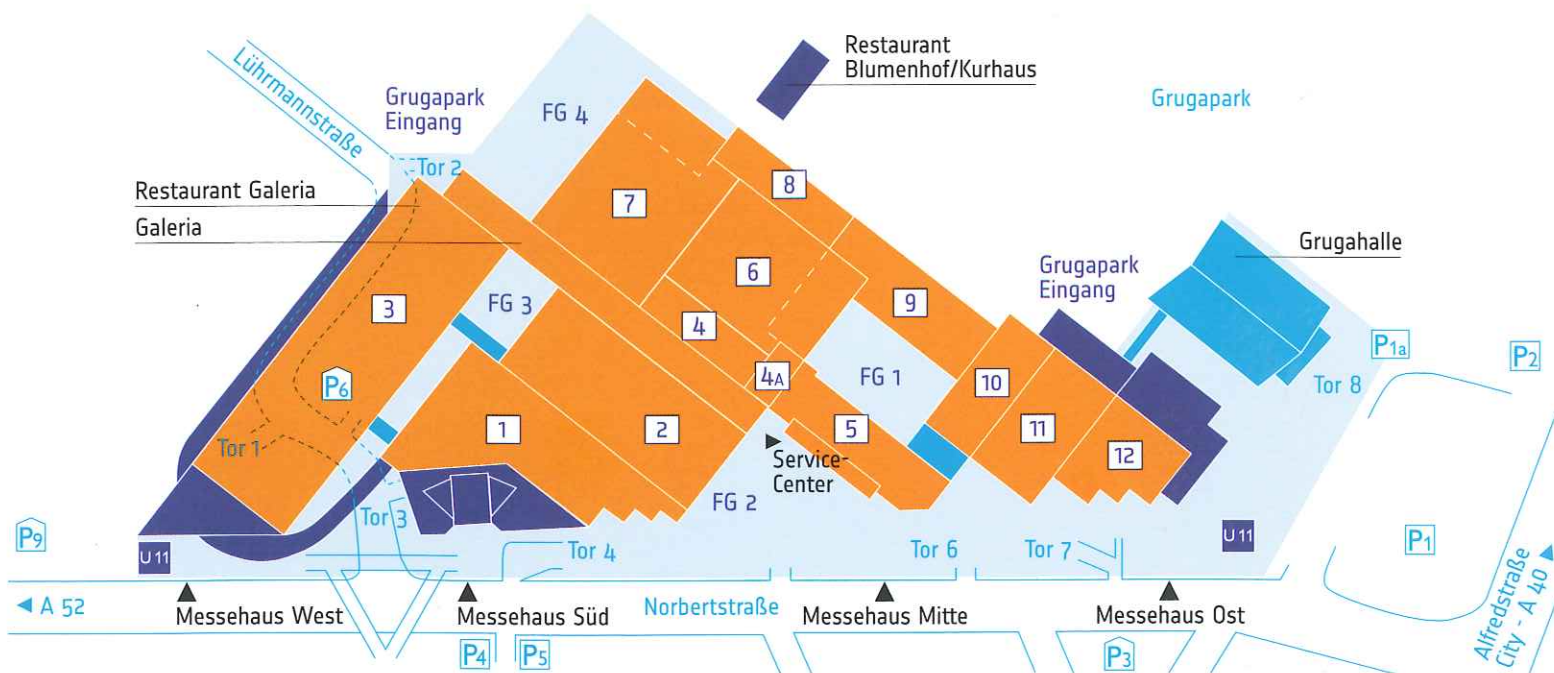 Lührmannstraße
Grugapark
Eingang
Tor 2
FG 4
Restaurant
Blumenhof/Kurhaus
Grugapark
Restaurant Galeria
Galeria
7
8
Grugahalle
Grugapark
Eingang
3
FG 3
6
9
4
P1a
P2
Tor 8
P6
4A
FG 1
10
Tor 1
1
2
5
11
12
Service-
Center
FG 2
Tor 3
P9
U 11
Tor 4
Tor 6
Tor 7
U 11
P1
A 52
Messehaus West
Messehaus Süd
Norbertstraße
Messehaus Mitte
Messehaus Ost
Alfredstraße
City - A 40
P4
P5
P3